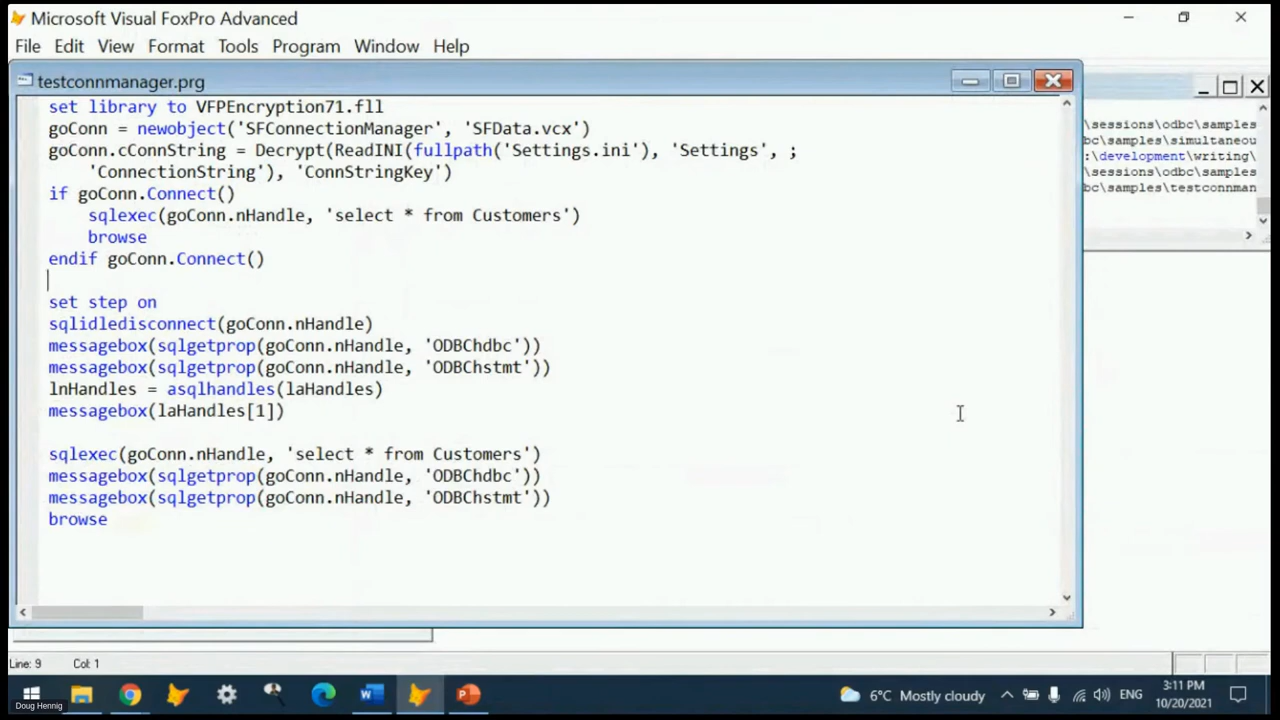 Microsoft Visual FoxPro Advanced
File Edit View Format Tools Program Window Help
testconnmanager.prg
set library to VFPEncryption71.fll
goConn = newobject('SFConnectionManager', 'SFData.vcx')
goConn.cConnString = Decrypt(ReadINI(fullpath('Settings.ini'), 'Settings', ;
'ConnectionString'), 'ConnStringKey')
if goConn.Connect()
sqlexec(goConn.nHandle, 'select * from Customers')
browse
endif goConn.Connect()
set step on
sqlidledisconnect(goConn.nHandle)
messagebox(sqlgetprop(goConn.nHandle, 'ODBChdbc'))
messagebox(sqlgetprop(goConn.nHandle, 'ODBChstmt'))
lnHandles = asqlhandles(laHandles)
messagebox(laHandles[1])
sqlexec(goConn.nHandle, 'select * from Customers')
messagebox(sqlgetprop(goConn.nHandle, 'ODBChdbc'))
messagebox(sqlgetprop(goConn.nHandle, 'ODBChstmt'))
browse
\sessions\odbc\samples
bc\samples\simultaneou
:\development\writing\
\sessions\odbc\samples
bc\samples\testconnman
Line: 9 Col: 1
Doug Hennig
6°C Mostly cloudy
ENG
3:11 PM
10/20/2021